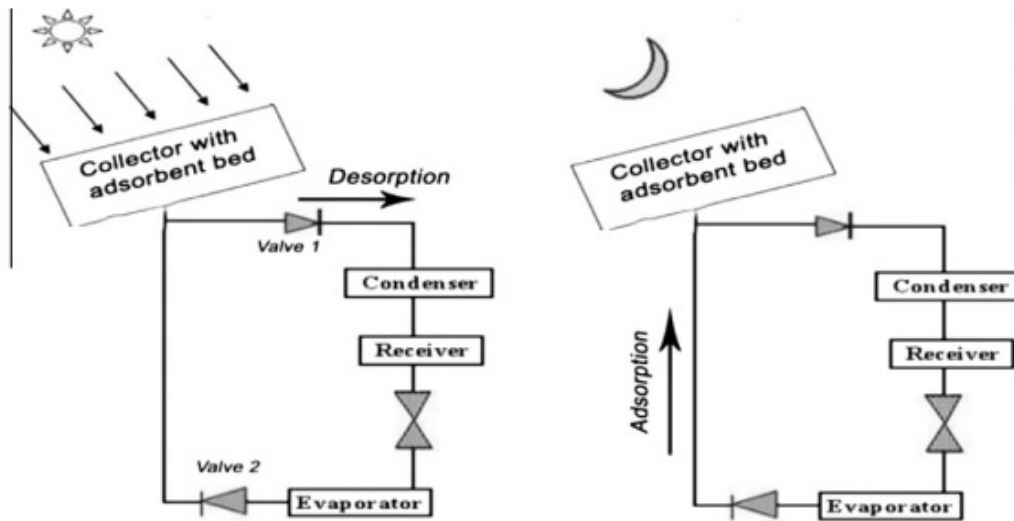 Collector with
adsorbent bed
Desorption
Valve 1
Condenser
Receiver
Valve 2
Evaporator
Collector with
adsorbent bed
Condenser
Receiver
Adsorption
Evaporator